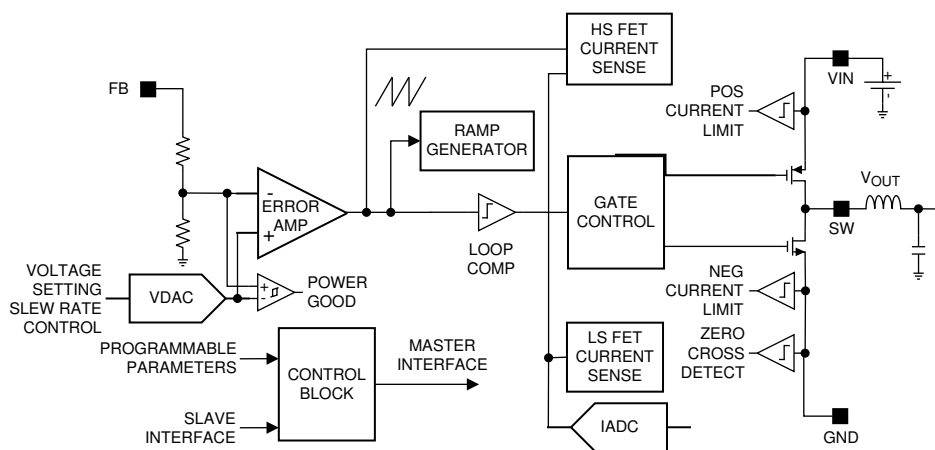 HS FET
CURRENT
SENSE
VIN
+
-
FB
POS
CURRENT
LIMIT
RAMP
GENERATOR
-
ERROR
AMP
+
GATE
CONTROL
VOUT
SW
LOOP
COMP
VOLTAGE
SETTING
SLEW RATE
CONTROL
VDAC
+
-
POWER
GOOD
NEG
CURRENT
LIMIT
PROGRAMMABLE
PARAMETERS
CONTROL
BLOCK
MASTER
INTERFACE
LS FET
CURRENT
SENSE
ZERO
CROSS
DETECT
SLAVE
INTERFACE
IADC
GND